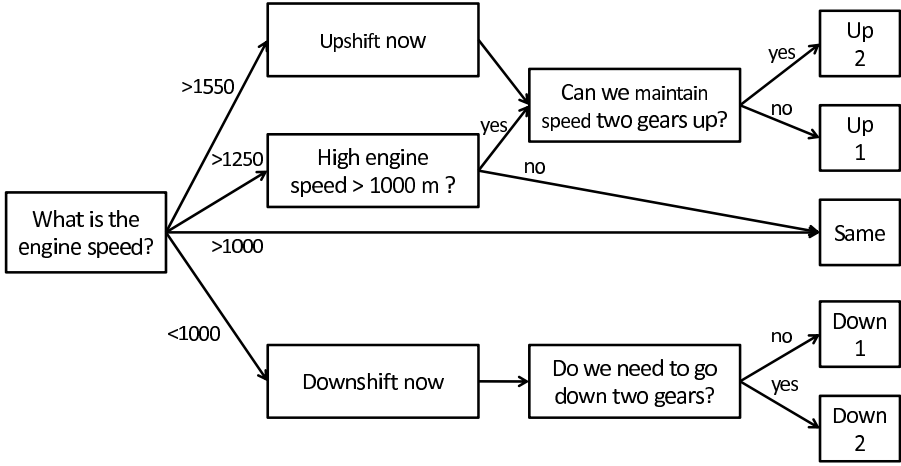 What is the
engine speed?
>1550
>1250
>1000
<1000
Upshift now
High engine
speed > 1000 m ?
Downshift now
yes
no
Can we maintain
speed two gears up?
Do we need to go
down two gears?
yes
no
no
yes
Up
2
Up
1
Same
Down
1
Down
2